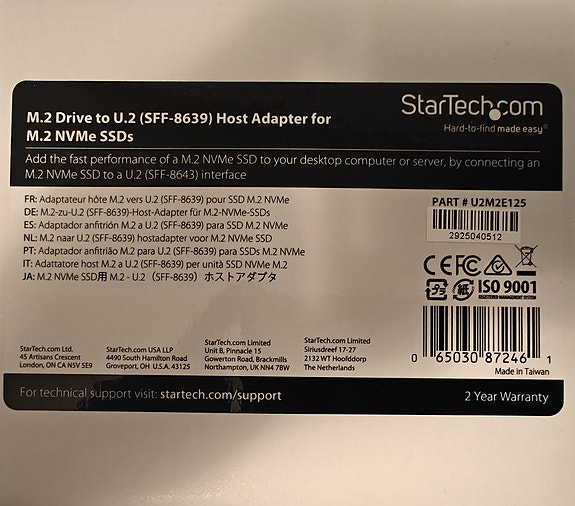 M.2 Drive to U.2 (SFF-8639) Host Adapter for
M.2 NVMe SSDs
StarTech.com
Hard-to-find made easy®
Add the fast performance of a M.2 NVMe SSD to your desktop computer or server, by connecting an
M.2 NVMe SSD to a U.2 (SFF-8643) interface
FR: Adaptateur hôte M.2 vers U.2 (SFF-8639) pour SSD M.2 NVMe
DE: M.2-zu-U.2 (SFF-8639)-Host-Adapter für M.2-NVMe-SSDs
ES: Adaptador anfitrión M.2 a U.2 (SFF-8639) para SSD M.2 NVMe
NL: M.2 naar U.2 (SFF-8639) hostadapter voor M.2 NVMe SSD
PT: Adaptador anfitrião M.2 para U.2 (SFF-8639) para SSDs M.2 NVMe
IT: Adattatore host M.2 a U.2 (SFF-8639) per unità SSD NVMe M.2
JA: M.2 NVMe SSD用 M.2 - U.2（SFF-8639）ホストアダプタ
PART # U2M2E125
2925040512
CE FC
紙 ISO 9001
REGISTERED MANAGEMENT SYSTEM
0 65030 87246 1
Made in Taiwan
StarTech.com Ltd.
45 Artisans Crescent
London, ON CA N5V 5E9
StarTech.com USA LLP
4490 South Hamilton Road
Groveport, OH U.S.A. 43125
StarTech.com Limited
Unit B, Pinnacle 15
Gowerton Road, Brackmills
Northampton, UK NN4 7BW
StarTech.com Limited
Siriusdreef 17-27
2132 WT Hoofddorp
The Netherlands
For technical support visit: startech.com/support
2 Year Warranty